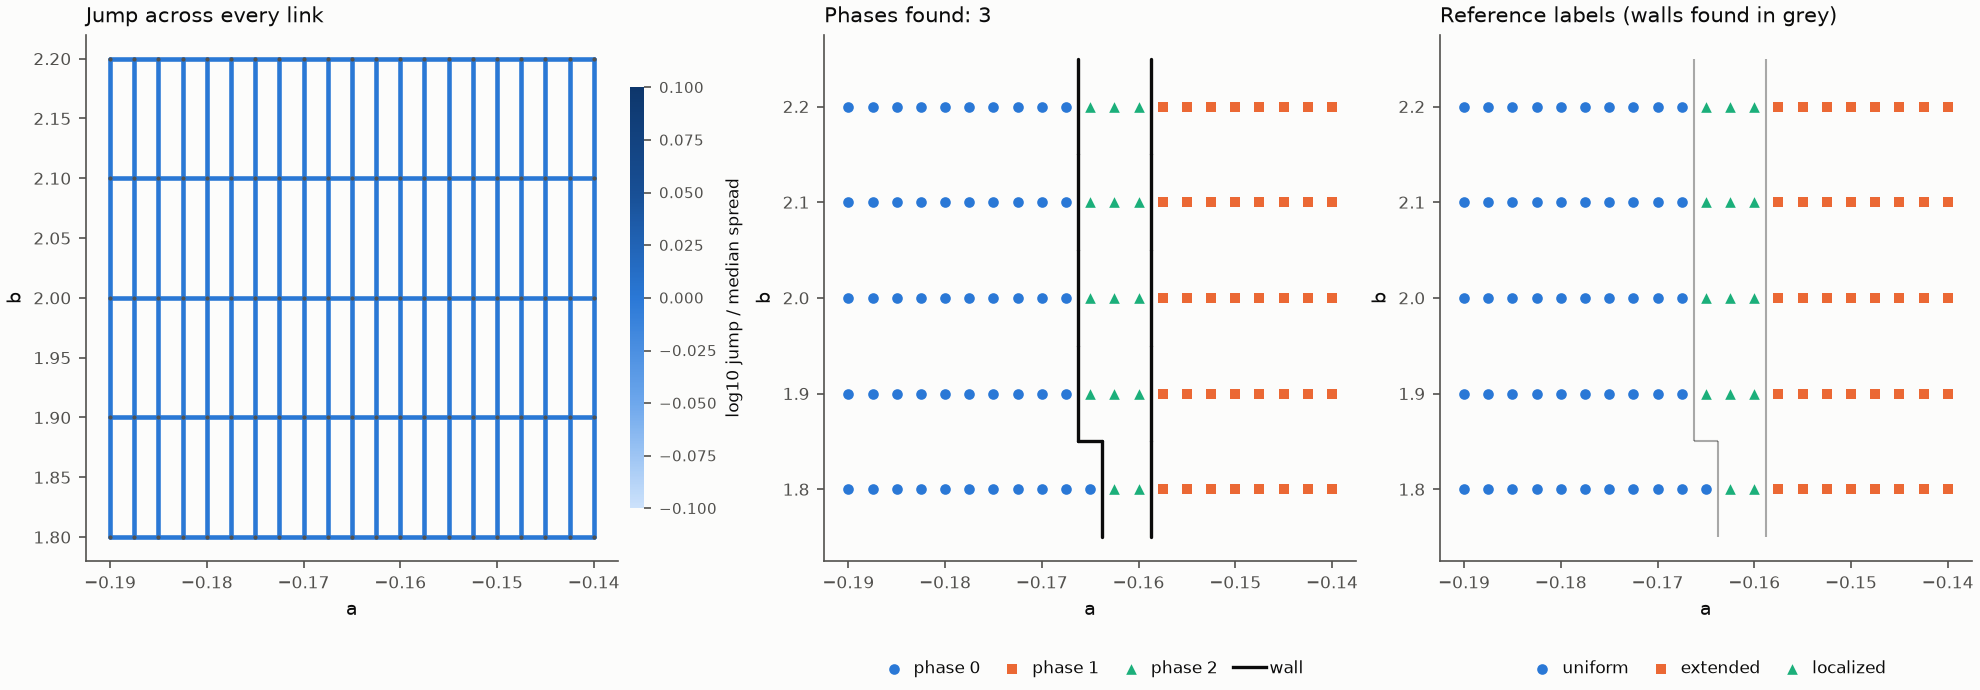 Jump across every link
2.20
2.15
2.10
2.05
2.00
1.95
1.90
1.85
1.80
b
−0.19
−0.18
−0.17
−0.16
−0.15
−0.14
a
0.100
0.075
0.050
0.025
0.000
−0.025
−0.050
−0.075
−0.100
log10 jump / median spread
Phases found: 3
2.2
2.1
2.0
1.9
1.8
b
−0.19
−0.18
−0.17
−0.16
−0.15
−0.14
a
phase 0
phase 1
phase 2
wall
Reference labels (walls found in grey)
2.2
2.1
2.0
1.9
1.8
b
−0.19
−0.18
−0.17
−0.16
−0.15
−0.14
a
uniform
extended
localized